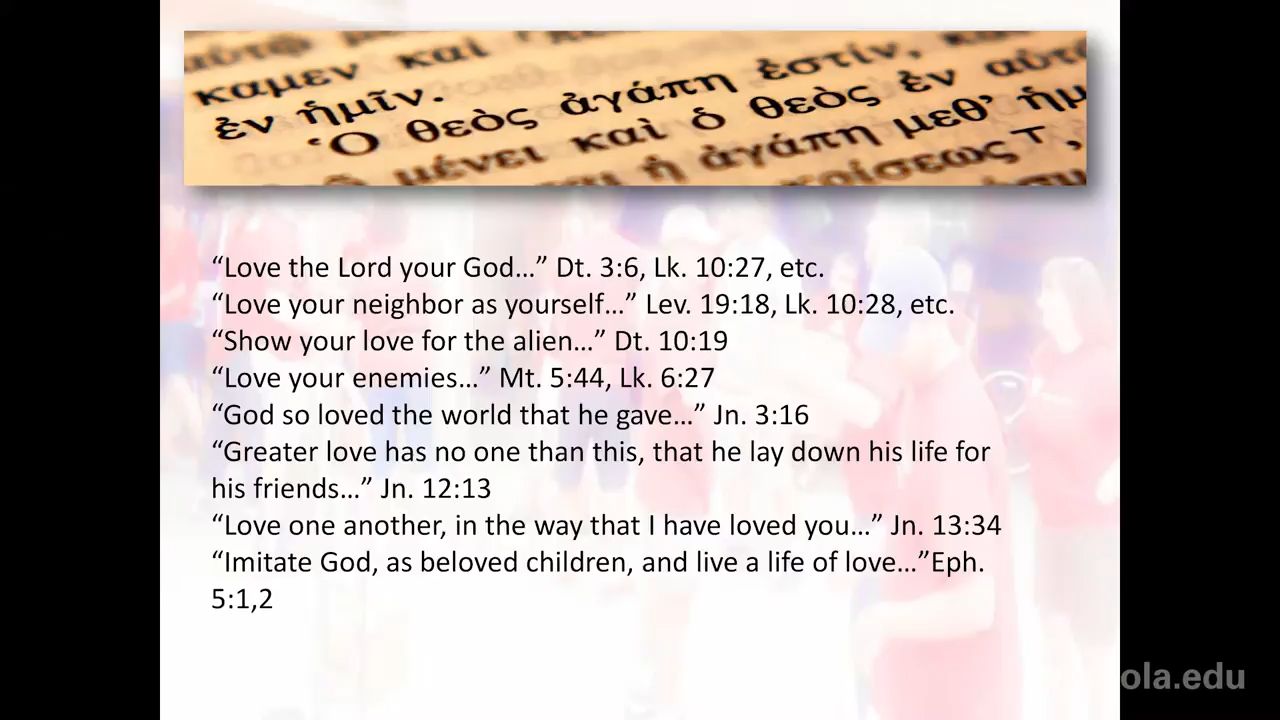 καμεν καὶ
ἐν ἡμῖν.
Ὁ θεὸς ἀγάπη ἐστίν,
μένει καὶ ὁ θεὸς ἐν αὐτ
ἡ ἀγάπη μεθ’ ἡμ
κρίσεως ⊤,
“Love the Lord your God…” Dt. 3:6, Lk. 10:27, etc.
“Love your neighbor as yourself…” Lev. 19:18, Lk. 10:28, etc.
“Show your love for the alien…” Dt. 10:19
“Love your enemies…” Mt. 5:44, Lk. 6:27
“God so loved the world that he gave…” Jn. 3:16
“Greater love has no one than this, that he lay down his life for
his friends…” Jn. 12:13
“Love one another, in the way that I have loved you…” Jn. 13:34
“Imitate God, as beloved children, and live a life of love…”Eph.
5:1,2
ola.edu